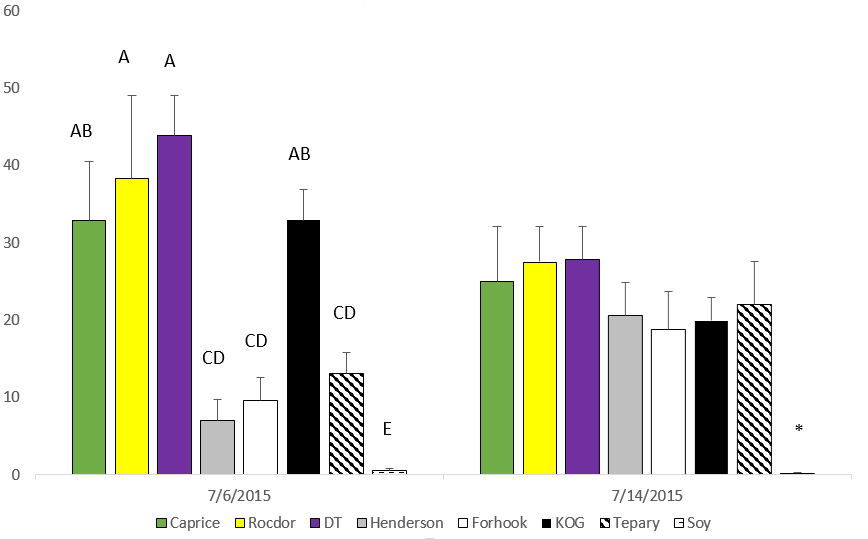 60
50
40
30
20
10
0
AB
A
A
CD
CD
AB
CD
E
*
7/6/2015
7/14/2015
Caprice Rocdor DT Henderson Forhook KOG Tepary Soy